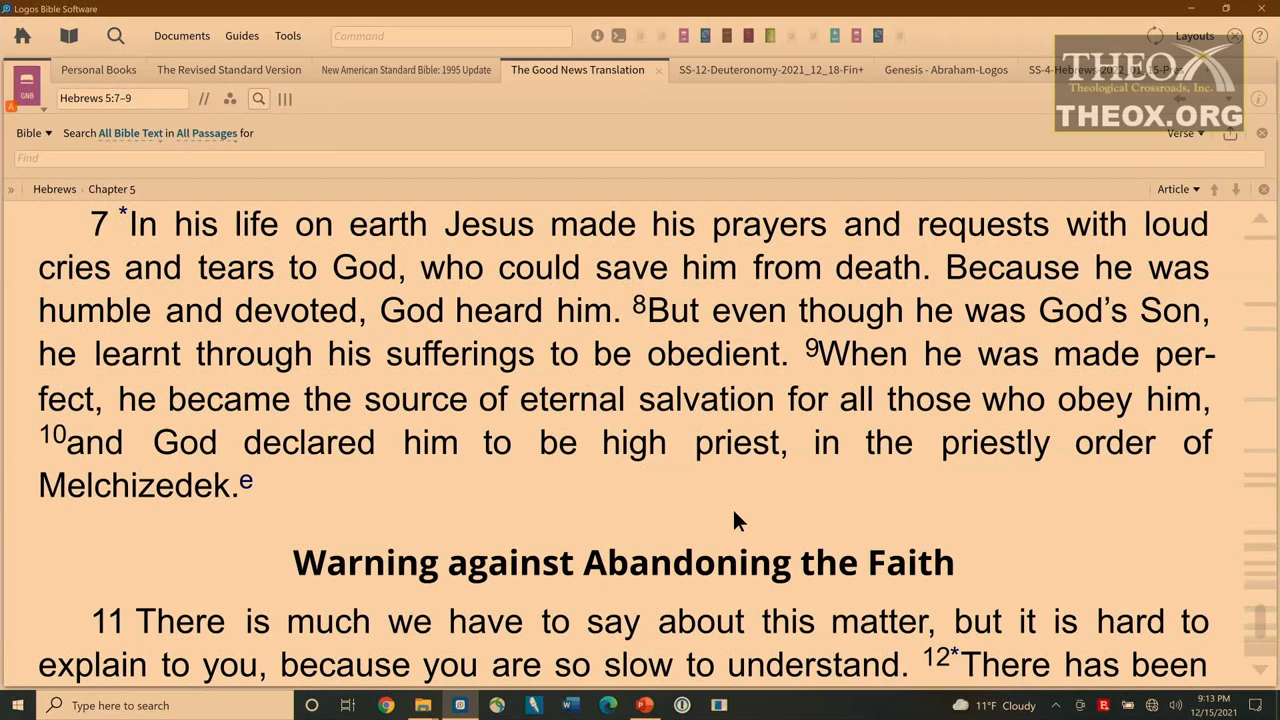 Logos Bible Software
Documents Guides Tools Command Layouts
Personal Books The Revised Standard Version New American Standard Bible: 1995 Update The Good News Translation SS-12-Deuteronomy-2021_12_18-Fin+ Genesis - Abraham-Logos SS-4-Hebrews-2022_01_15-Pres
THEOX
Theological Crossroads, Inc.
THEOX.ORG
GNB
A
Hebrews 5:7–9
Bible Search All Bible Text in All Passages for Verse
Find
» Hebrews › Chapter 5 Article
7 *In his life on earth Jesus made his prayers and requests with loud
cries and tears to God, who could save him from death. Because he was
humble and devoted, God heard him. 8But even though he was God’s Son,
he learnt through his sufferings to be obedient. 9When he was made per-
fect, he became the source of eternal salvation for all those who obey him,
10and God declared him to be high priest, in the priestly order of
Melchizedek.e
Warning against Abandoning the Faith
11 There is much we have to say about this matter, but it is hard to
explain to you, because you are so slow to understand. 12*There has been
Type here to search 11°F Cloudy 9:13 PM
12/15/2021